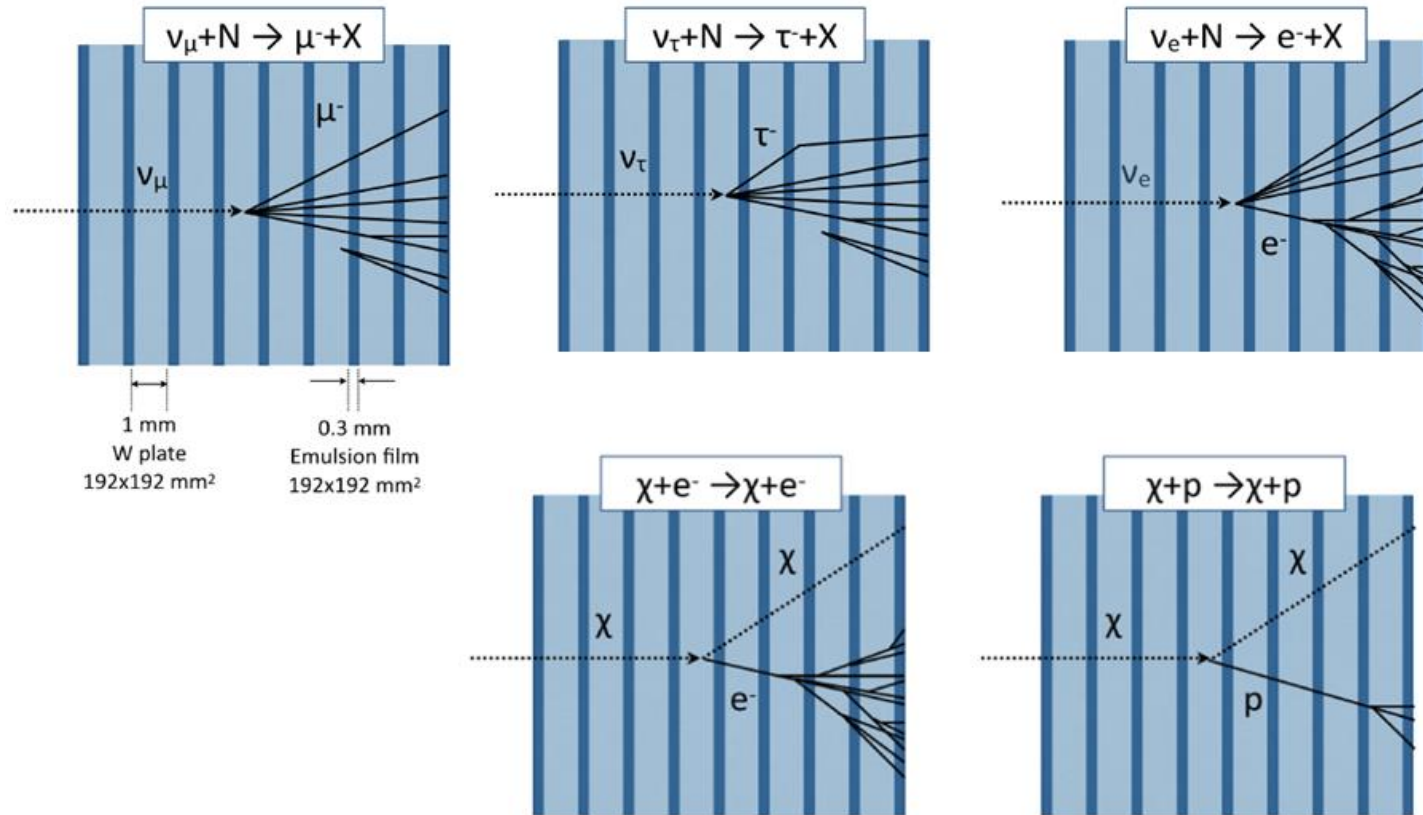 νμ+N → μ⁻+X
μ⁻
νμ
1 mm
W plate
192x192 mm²
0.3 mm
Emulsion film
192x192 mm²
ντ+N → τ⁻+X
τ⁻
ντ
νe+N → e⁻+X
νe
e⁻
χ+e⁻ →χ+e⁻
χ
χ
e⁻
χ+p →χ+p
χ
χ
p